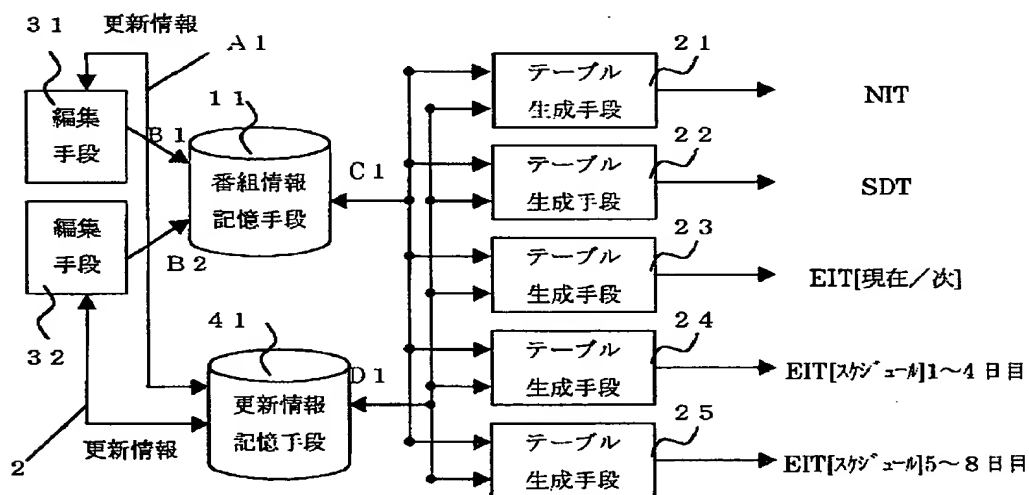 31
更新情報
A1
編集
手段
B1
11
番組情報
記憶手段
C1
編集
手段
B2
32
41
更新情報
記憶手段
D1
2
更新情報
21
テーブル
生成手段
NIT
22
テーブル
生成手段
SDT
23
テーブル
生成手段
EIT[現在/次]
24
テーブル
生成手段
EIT[スケジュール]1~4日目
25
テーブル
生成手段
EIT[スケジュール]5~8日目